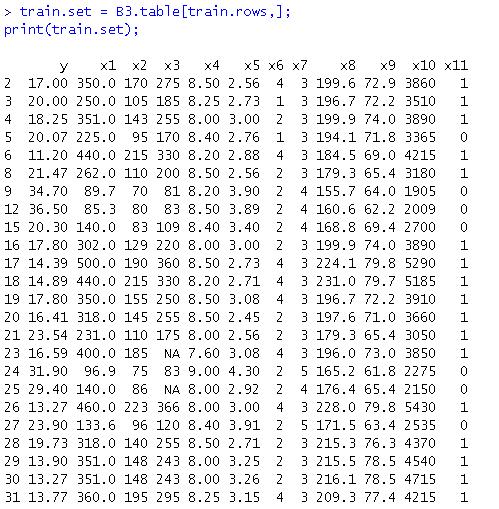 > train.set = B3.table[train.rows,];
print(train.set);
y x1 x2 x3 x4 x5 x6 x7 x8 x9 x10 x11
2 17.00 350.0 170 275 8.50 2.56 4 3 199.6 72.9 3860 1
3 20.00 250.0 105 185 8.25 2.73 1 3 196.7 72.2 3510 1
4 18.25 351.0 143 255 8.00 3.00 2 3 199.9 74.0 3890 1
5 20.07 225.0 95 170 8.40 2.76 1 3 194.1 71.8 3365 0
6 11.20 440.0 215 330 8.20 2.88 4 3 184.5 69.0 4215 1
8 21.47 262.0 110 200 8.50 2.56 2 3 179.3 65.4 3180 1
9 34.70 89.7 70 81 8.20 3.90 2 4 155.7 64.0 1905 0
12 36.50 85.3 80 83 8.50 3.89 2 4 160.6 62.2 2009 0
15 20.30 140.0 83 109 8.40 3.40 2 4 168.8 69.4 2700 0
16 17.80 302.0 129 220 8.00 3.00 2 3 199.9 74.0 3890 1
17 14.39 500.0 190 360 8.50 2.73 4 3 224.1 79.8 5290 1
18 14.89 440.0 215 330 8.20 2.71 4 3 231.0 79.7 5185 1
19 17.80 350.0 155 250 8.50 3.08 4 3 196.7 72.2 3910 1
20 16.41 318.0 145 255 8.50 2.45 2 3 197.6 71.0 3660 1
21 23.54 231.0 110 175 8.00 2.56 2 3 179.3 65.4 3050 1
23 16.59 400.0 185 NA 7.60 3.08 4 3 196.0 73.0 3850 1
24 31.90 96.9 75 83 9.00 4.30 2 5 165.2 61.8 2275 0
25 29.40 140.0 86 NA 8.00 2.92 2 4 176.4 65.4 2150 0
26 13.27 460.0 223 366 8.00 3.00 4 3 228.0 79.8 5430 1
27 23.90 133.6 96 120 8.40 3.91 2 5 171.5 63.4 2535 0
28 19.73 318.0 140 255 8.50 2.71 2 3 215.3 76.3 4370 1
29 13.90 351.0 148 243 8.00 3.25 2 3 215.5 78.5 4540 1
30 13.27 351.0 148 243 8.00 3.26 2 3 216.1 78.5 4715 1
31 13.77 360.0 195 295 8.25 3.15 4 3 209.3 77.4 4215 1